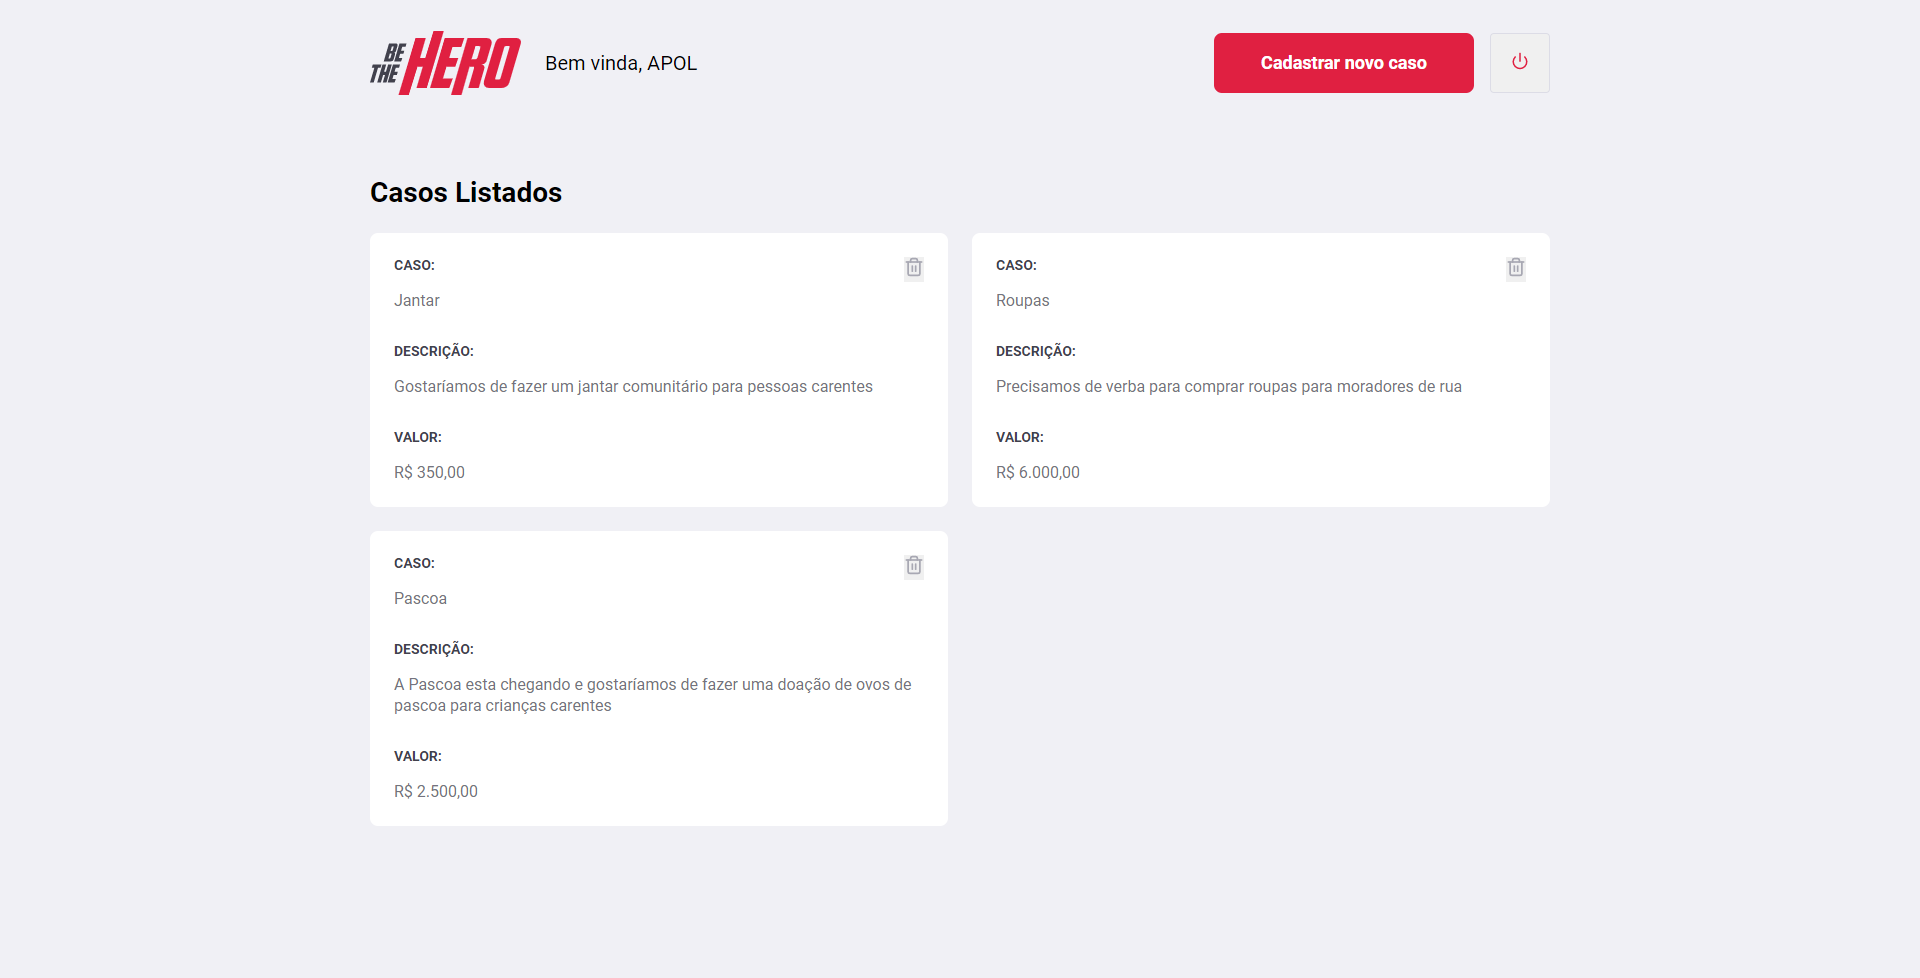 BE THE HERO
Bem vinda, APOL
Cadastrar novo caso
Casos Listados
CASO:
Jantar
DESCRIÇÃO:
Gostaríamos de fazer um jantar comunitário para pessoas carentes
VALOR:
R$ 350,00
CASO:
Roupas
DESCRIÇÃO:
Precisamos de verba para comprar roupas para moradores de rua
VALOR:
R$ 6.000,00
CASO:
Pascoa
DESCRIÇÃO:
A Pascoa esta chegando e gostaríamos de fazer uma doação de ovos de
pascoa para crianças carentes
VALOR:
R$ 2.500,00